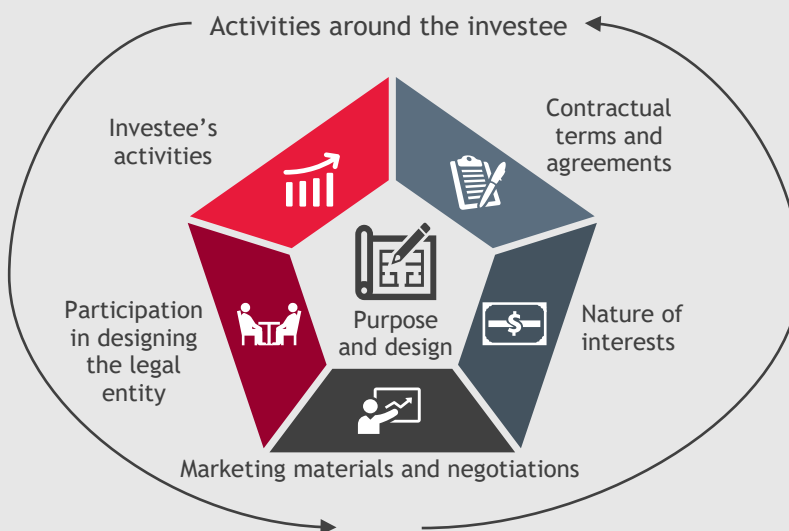 Activities around the investee
Investee's
activities
Contractual
terms and
agreements
Purpose
and design
Participation
in designing
the legal
entity
Nature of
interests
Marketing materials and negotiations
$